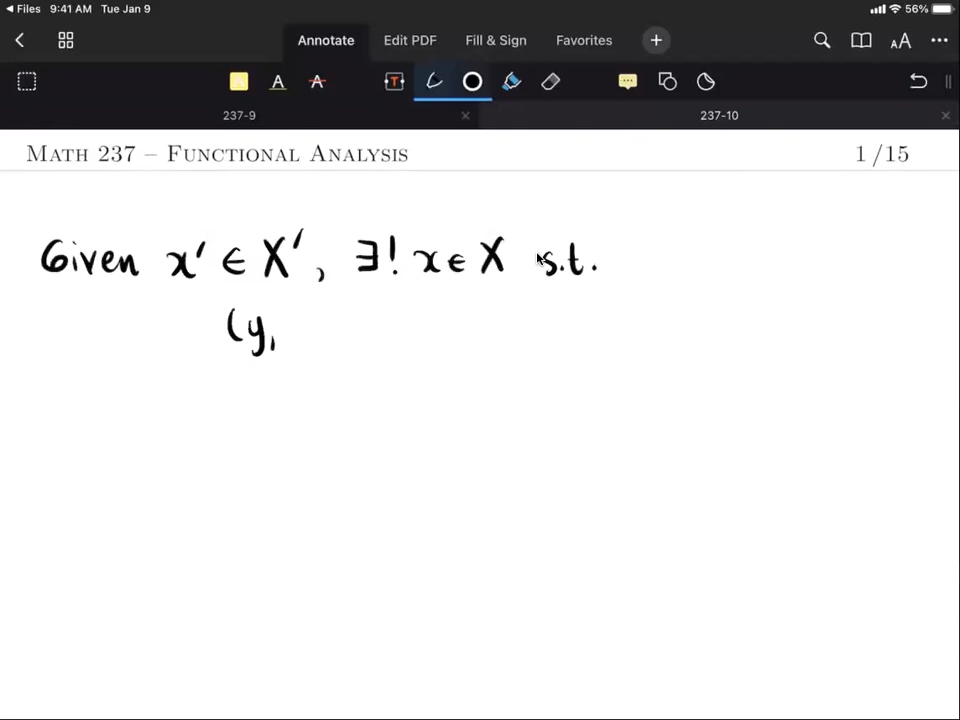 Files 9:41 AM Tue Jan 9 56%
Annotate Edit PDF Fill & Sign Favorites
237-9 237-10
MATH 237 – FUNCTIONAL ANALYSIS 1/15
Given x' ∈ X', ∃! x ∈ X s.t.
(y,